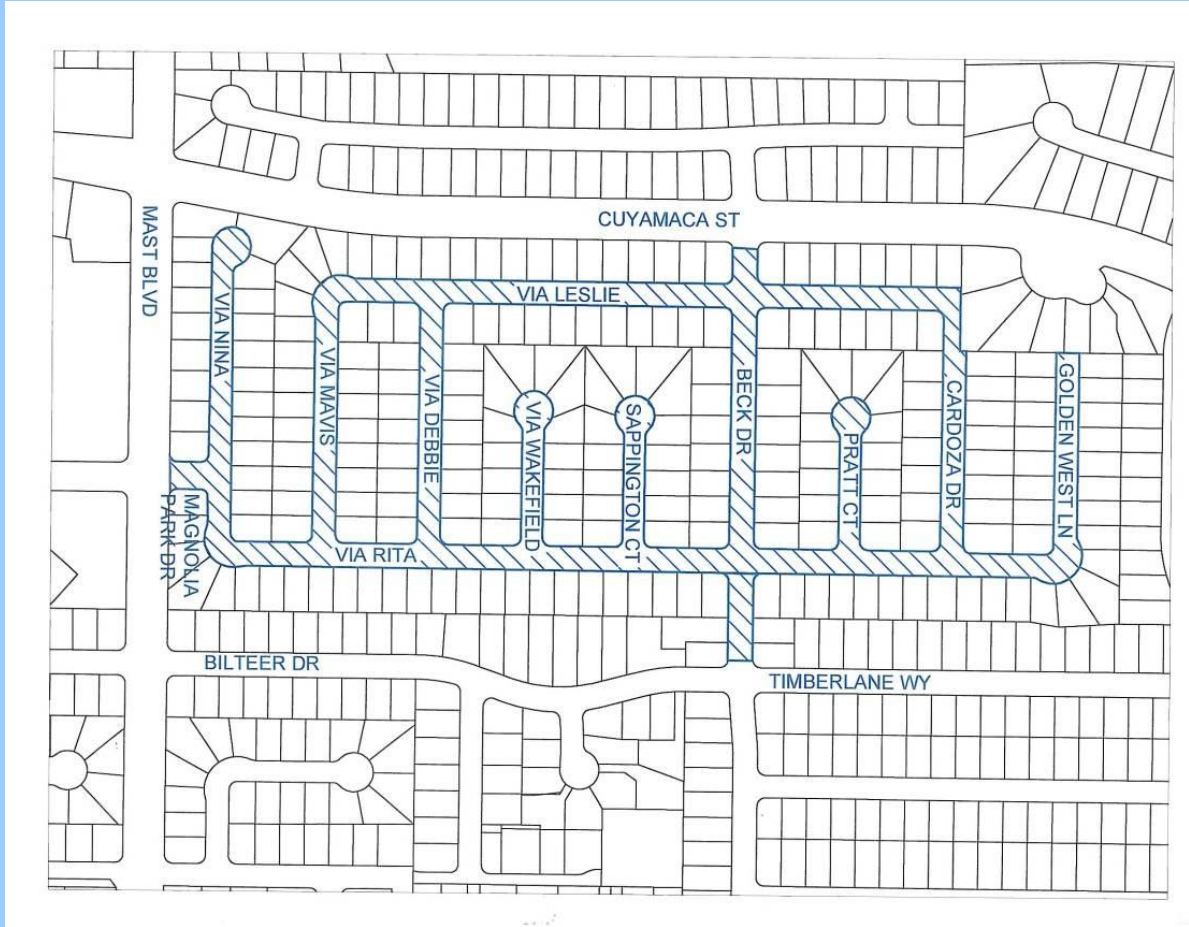 CUYAMACA ST
MAST BLVD
VIA NINA
VIA LESLIE
VIA MAVIS
VIA DEBBIE
VIA WAKEFIELD
SAPPINGTON CT
BECK DR
PRATT CT
CARDOZA DR
GOLDEN WEST LN
MAGNOLIA
PARK DR
VIA RITA
BILTEER DR
TIMBERLANE WY